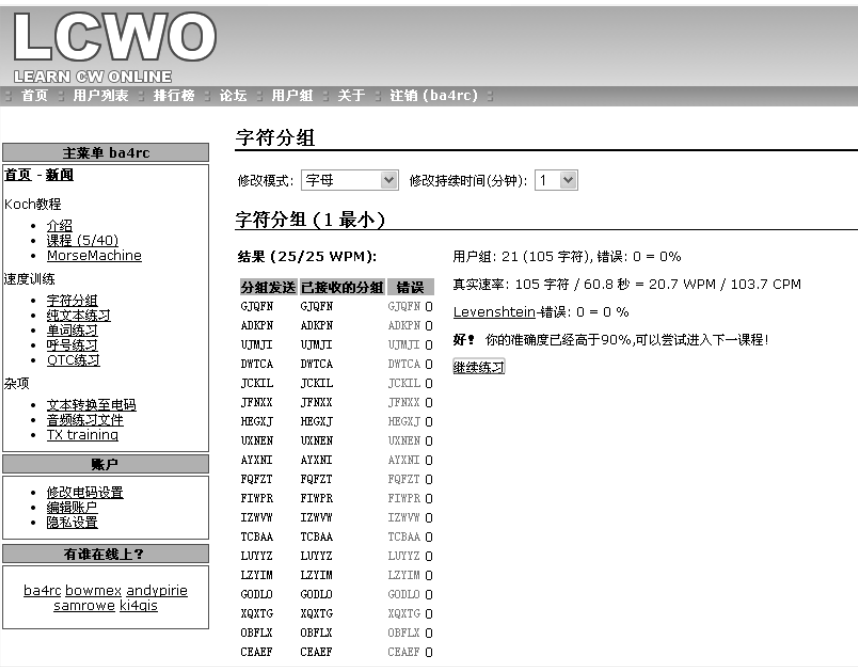 LCWO
LEARN CW ONLINE
首页 用户列表 排行榜 论坛 用户组 关于 注销 (ba4rc)
主菜单 ba4rc
首页 - 新闻
Koch教程
• 介绍
• 课程 (5/40)
• MorseMachine
速度训练
• 字符分组
• 纯文本练习
• 单词练习
• 呼号练习
• QTC练习
杂项
• 文本转换至电码
• 音频练习文件
• TX training
账户
• 修改电码设置
• 编辑账户
• 隐私设置
有谁在线上?
ba4rc bowmex andypirie
samrowe ki4gis
字符分组
修改模式: 字母 修改持续时间(分钟): 1
字符分组 (1 最小)
结果 (25/25 WPM):
分组发送 已接收的分组 错误
GJQFN GJQFN GJQFN 0
ADKPN ADKPN ADKPN 0
UJMJI UJMJI UJMJI 0
DWTCA DWTCA DWTCA 0
JCKIL JCKIL JCKIL 0
JFNXX JFNXX JFNXX 0
HEGXJ HEGXJ HEGXJ 0
UXNEN UXNEN UXNEN 0
AYXNI AYXNI AYXNI 0
FQFZT FQFZT FQFZT 0
FIWPR FIWPR FIWPR 0
IZWVW IZWVW IZWVW 0
TCBAA TCBAA TCBAA 0
LUYYZ LUYYZ LUYYZ 0
LZYIM LZYIM LZYIM 0
GODLO GODLO GODLO 0
XQXTG XQXTG XQXTG 0
OBFLX OBFLX OBFLX 0
CEAEF CEAEF CEAEF 0
用户组: 21 (105 字符), 错误: 0 = 0%
真实速率: 105 字符 / 60.8 秒 = 20.7 WPM / 103.7 CPM
Levenshtein-错误: 0 = 0 %
好! 你的准确度已经高于90%,可以尝试进入下一课程!
继续练习